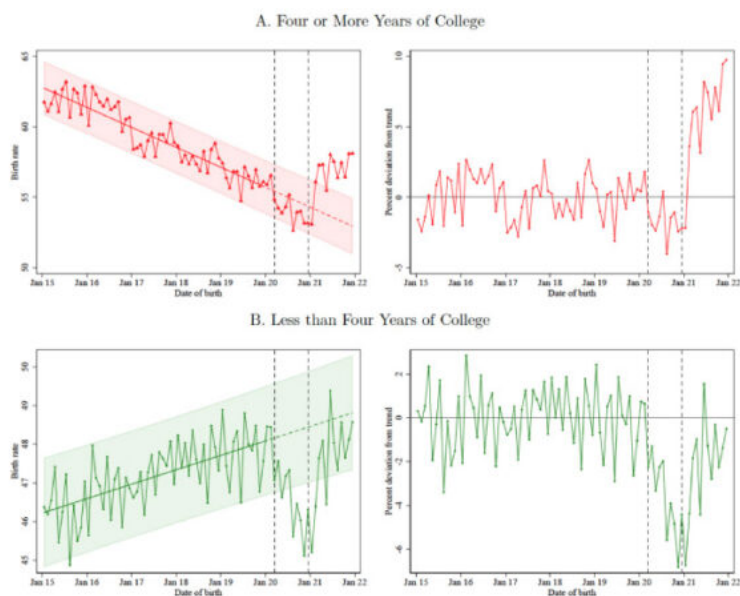 A. Four or More Years of College
65
60
55
50
Birth rate
Jan 15 Jan 16 Jan 17 Jan 18 Jan 19 Jan 20 Jan 21 Jan 22
Date of birth
10
5
0
-5
Percent deviation from trend
Jan 15 Jan 16 Jan 17 Jan 18 Jan 19 Jan 20 Jan 21 Jan 22
Date of birth
B. Less than Four Years of College
50
49
48
47
46
45
Birth rate
Jan 15 Jan 16 Jan 17 Jan 18 Jan 19 Jan 20 Jan 21 Jan 22
Date of birth
2
0
-2
-4
-6
Percent deviation from trend
Jan 15 Jan 16 Jan 17 Jan 18 Jan 19 Jan 20 Jan 21 Jan 22
Date of birth